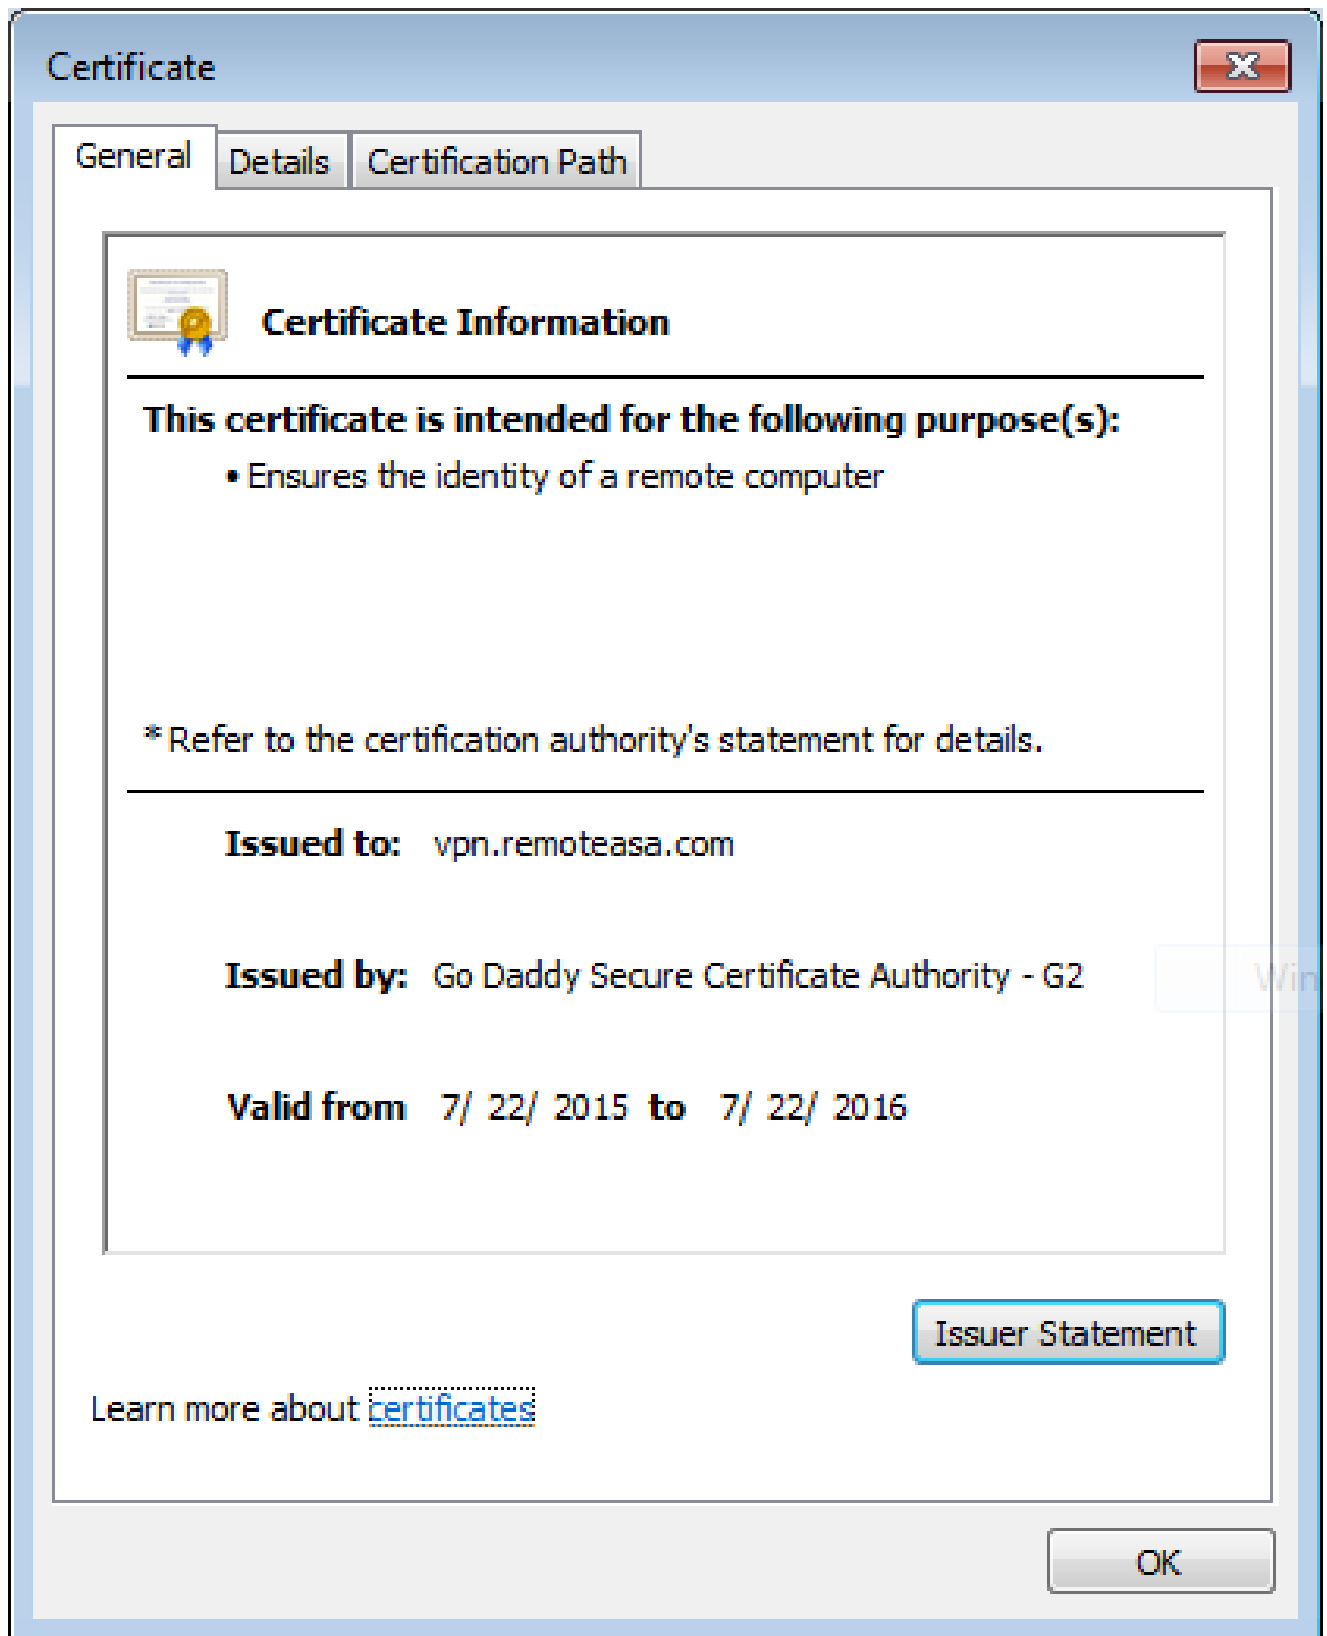 Certificate
General Details Certification Path
Certificate Information
This certificate is intended for the following purpose(s):
• Ensures the identity of a remote computer
* Refer to the certification authority's statement for details.
Issued to: vpn.remoteasa.com
Issued by: Go Daddy Secure Certificate Authority - G2
Win
Valid from 7/ 22/ 2015 to 7/ 22/ 2016
Issuer Statement
Learn more about certificates
OK